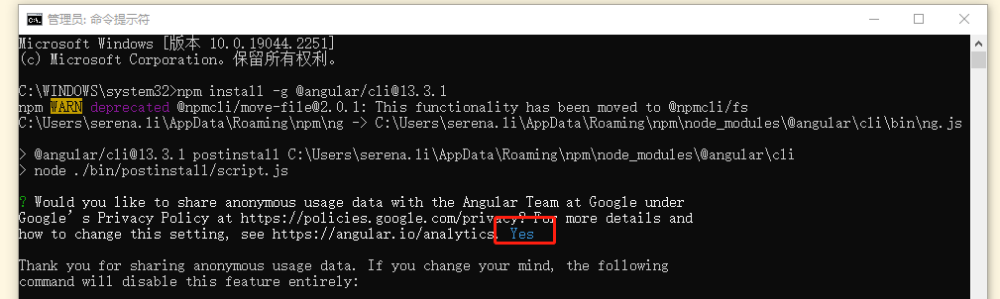 管理员: 命令提示符
Microsoft Windows [版本 10.0.19044.2251]
(c) Microsoft Corporation。保留所有权利。
C:\WINDOWS\system32>npm install -g @angular/cli@13.3.1
npm WARN deprecated @npmcli/move-file@2.0.1: This functionality has been moved to @npmcli/fs
C:\Users\serena.li\AppData\Roaming\npm\ng -> C:\Users\serena.li\AppData\Roaming\npm\node_modules\@angular\cli\bin\ng.js
> @angular/cli@13.3.1 postinstall C:\Users\serena.li\AppData\Roaming\npm\node_modules\@angular\cli
> node ./bin/postinstall/script.js
? Would you like to share anonymous usage data with the Angular Team at Google under
Google’s Privacy Policy at https://policies.google.com/privacy? For more details and
how to change this setting, see https://angular.io/analytics. Yes
Thank you for sharing anonymous usage data. If you change your mind, the following
command will disable this feature entirely: